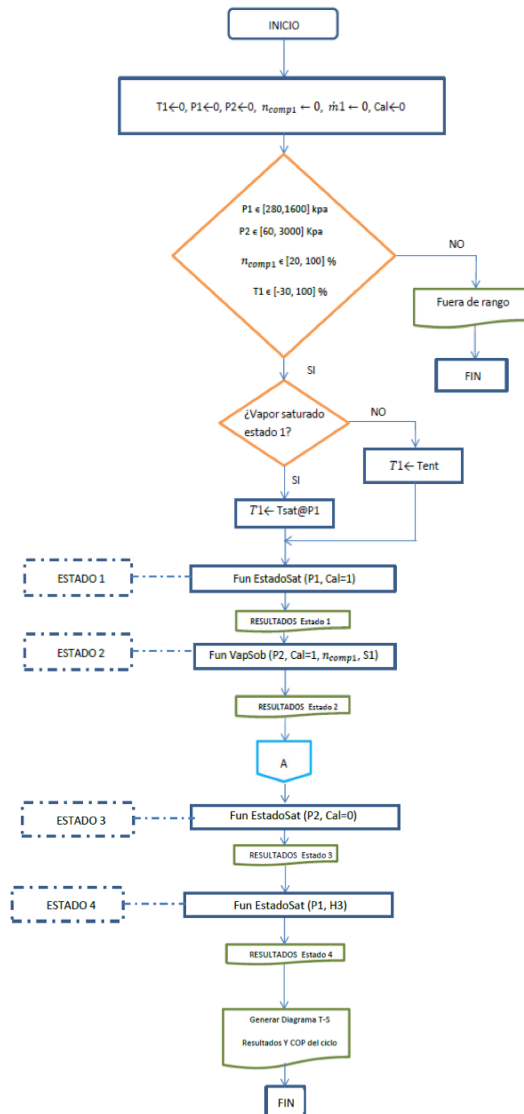 INICIO
T1←0, P1←0, P2←0, n_comp1 ← 0, ṁ1 ← 0, Cal←0
P1 ϵ [280,1600] kpa
P2 ϵ [60, 3000] Kpa
n_comp1 ϵ [20, 100] %
T1 ϵ [-30, 100] %
NO
Fuera de rango
FIN
SI
¿Vapor saturado
estado 1?
NO
T1← Tent
SI
T1← Tsat@P1
ESTADO 1
Fun EstadoSat (P1, Cal=1)
RESULTADOS Estado 1
ESTADO 2
Fun VapSob (P2, Cal=1, n_comp1, S1)
RESULTADOS Estado 2
A
ESTADO 3
Fun EstadoSat (P2, Cal=0)
RESULTADOS Estado 3
ESTADO 4
Fun EstadoSat (P1, H3)
RESULTADOS Estado 4
Generar Diagrama T-S
Resultados Y COP del ciclo
FIN